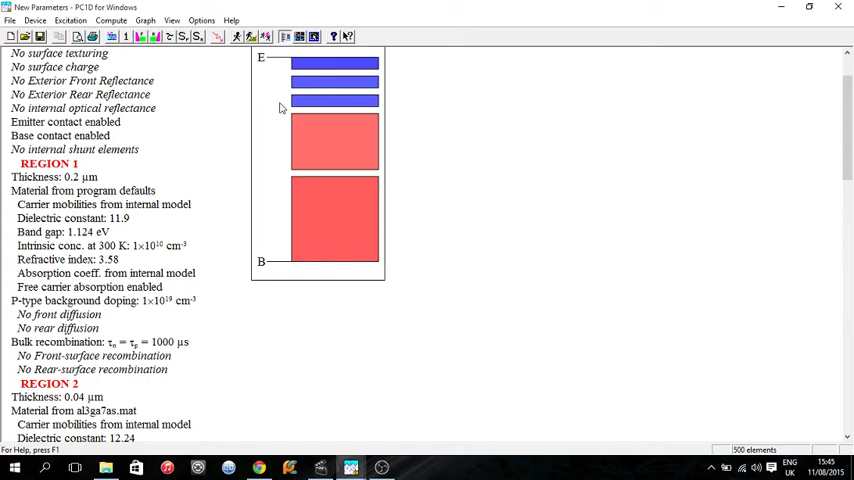 New Parameters - PC1D for Windows
File Device Excitation Compute Graph View Options Help
No surface texturing
No surface charge
No Exterior Front Reflectance
No Exterior Rear Reflectance
No internal optical reflectance
Emitter contact enabled
Base contact enabled
No internal shunt elements
REGION 1
Thickness: 0.2 µm
Material from program defaults
Carrier mobilities from internal model
Dielectric constant: 11.9
Band gap: 1.124 eV
Intrinsic conc. at 300 K: 1×10¹⁰ cm⁻³
Refractive index: 3.58
Absorption coeff. from internal model
Free carrier absorption enabled
P-type background doping: 1×10¹⁹ cm⁻³
No front diffusion
No rear diffusion
Bulk recombination: τn = τp = 1000 µs
No Front-surface recombination
No Rear-surface recombination
REGION 2
Thickness: 0.04 µm
Material from al3ga7as.mat
Carrier mobilities from internal model
Dielectric constant: 12.24
E
B
For Help, press F1
500 elements
ENG
UK
15:45
11/08/2015